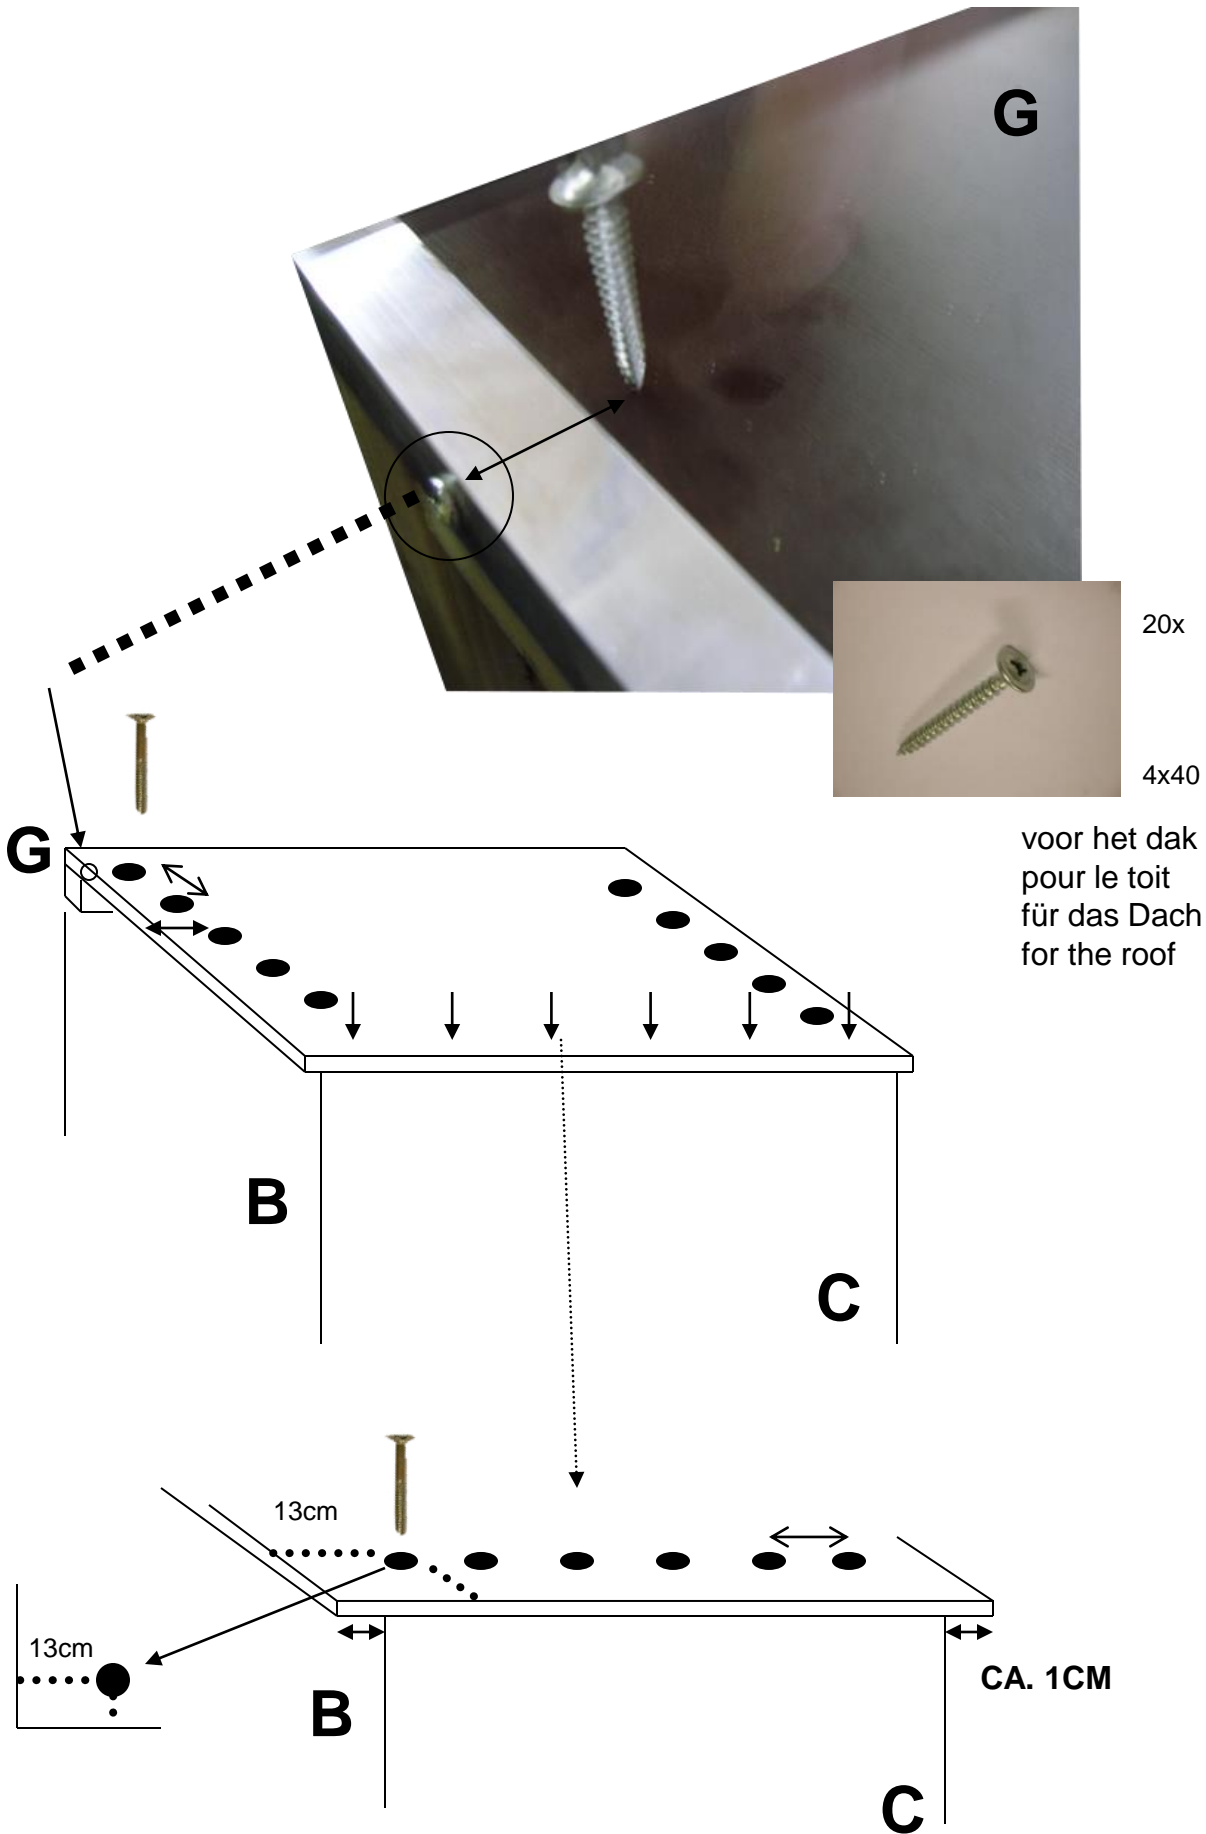 G
20x
4x40
voor het dak
pour le toit
für das Dach
for the roof
G
B
C
13cm
13cm
CA. 1CM
B
C